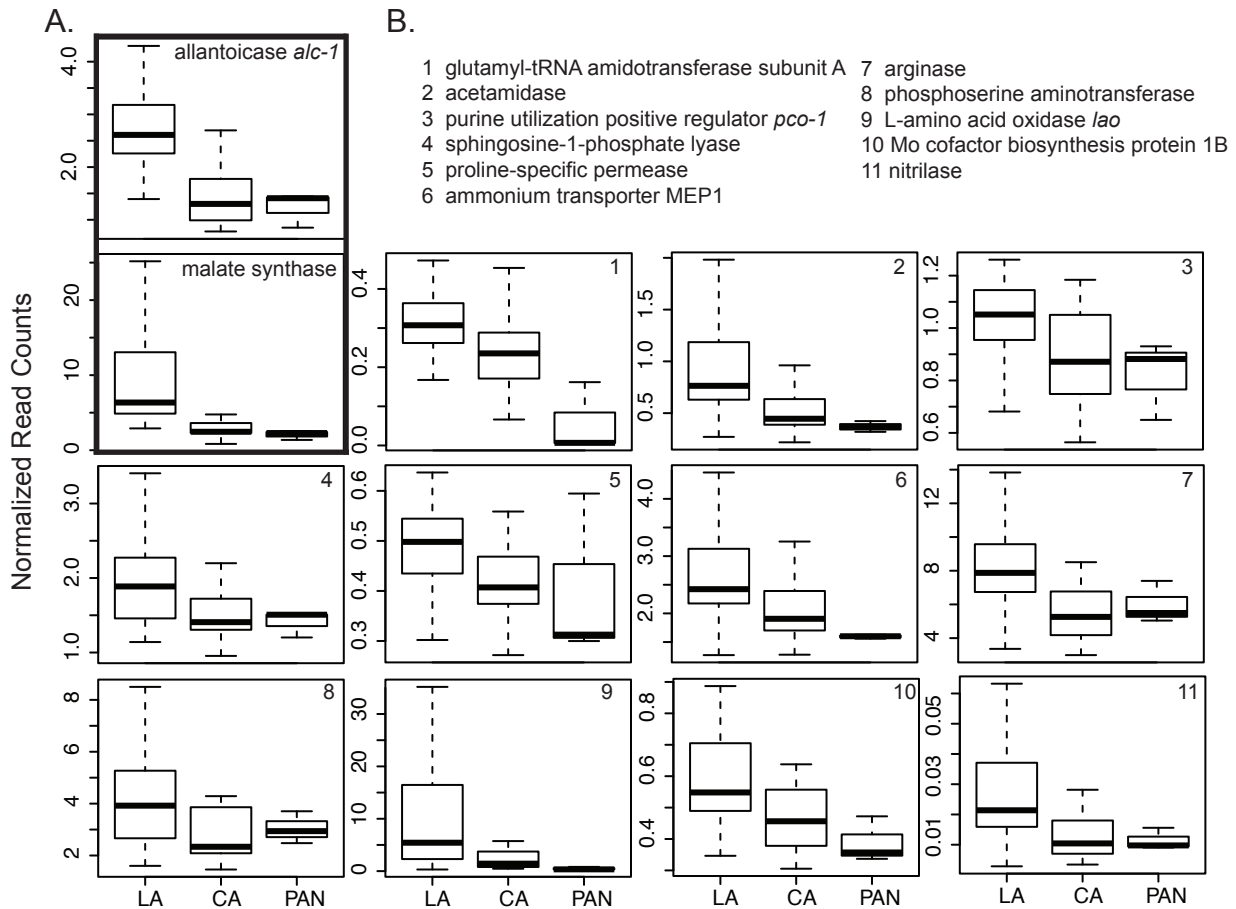 A.
B.
allantoicase alc-1
4.0
2.0
1 glutamyl-tRNA amidotransferase subunit A
2 acetamidase
3 purine utilization positive regulator pco-1
4 sphingosine-1-phosphate lyase
5 proline-specific permease
6 ammonium transporter MEP1
7 arginase
8 phosphoserine aminotransferase
9 L-amino acid oxidase lao
10 Mo cofactor biosynthesis protein 1B
11 nitrilase
Normalized Read Counts
malate synthase
20
10
0
1
0.4
0.2
0.0
2
1.5
1.0
0.5
3
1.2
1.0
0.8
0.6
4
3.0
2.0
1.0
5
0.6
0.5
0.4
0.3
6
4.0
3.0
2.0
7
12
8
4
8
8
6
4
2
9
30
20
10
0
10
0.8
0.6
0.4
11
0.05
0.03
0.01
LA CA PAN
LA CA PAN
LA CA PAN
LA CA PAN